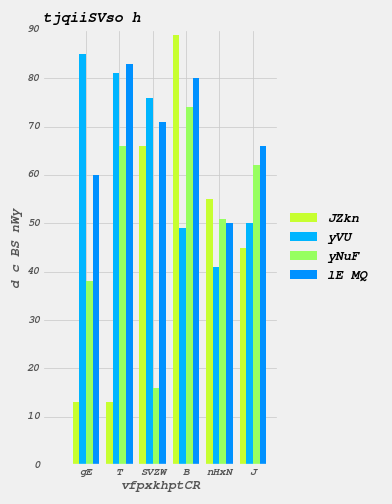 tjqiiSVso h
90
80
70
60
50
40
30
20
10
0
d c BS nWy
gE T SVZW B nHxN J
vfpxkhptCR
JZkn
yVU
yNuF
lE MQ